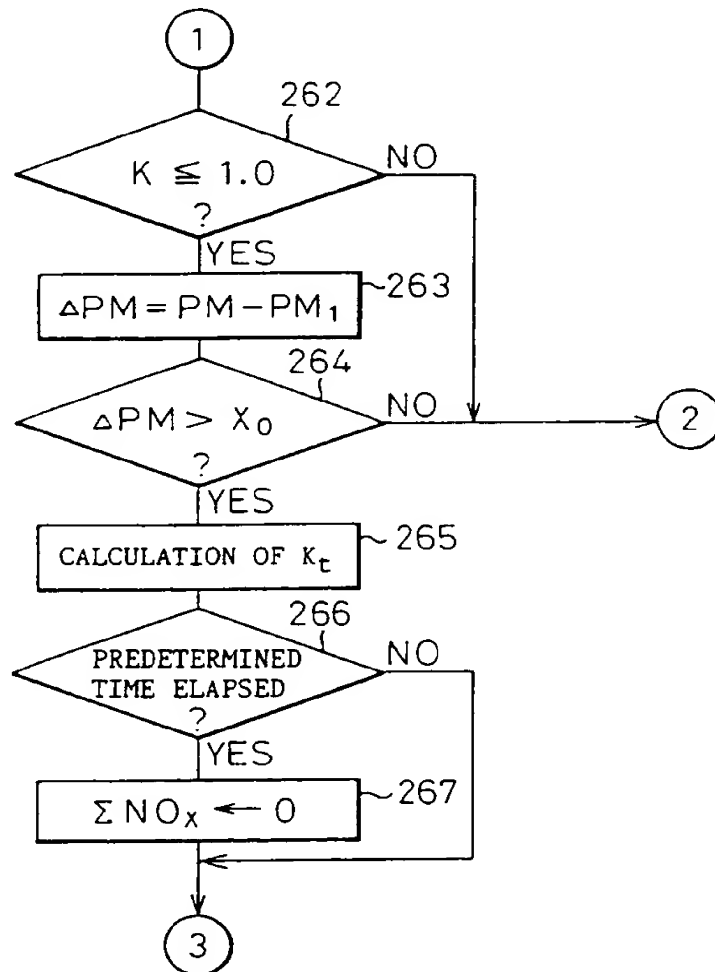 1
262
K ≦ 1.0
?
NO
YES
ΔPM = PM - PM₁
263
264
ΔPM > X₀
?
NO
2
YES
CALCULATION OF Kₜ
265
266
PREDETERMINED
TIME ELAPSED
?
NO
YES
ΣNOₓ ← 0
267
3